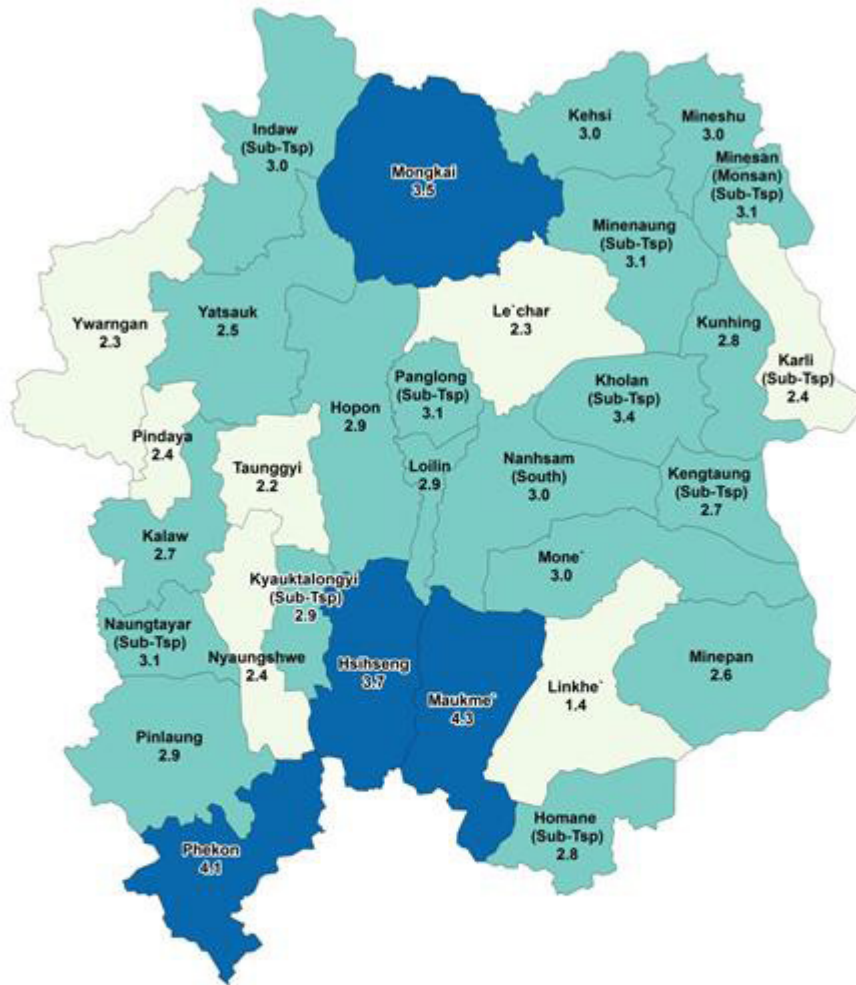 Indaw
(Sub-Tsp)
3.0
Mongkai
3.5
Kehsi
3.0
Mineshu
3.0
Minesan
(Monsan)
(Sub-Tsp)
3.1
Minenaung
(Sub-Tsp)
3.1
Ywarngan
2.3
Yatsauk
2.5
Le`char
2.3
Kunhing
2.8
Karli
(Sub-Tsp)
2.4
Panglong
(Sub-Tsp)
3.1
Kholan
(Sub-Tsp)
3.4
Hopon
2.9
Pindaya
2.4
Taunggyi
2.2
Loilin
2.9
Nanhsam
(South)
3.0
Kengtaung
(Sub-Tsp)
2.7
Kalaw
2.7
Mone`
3.0
Kyauktalongyi
(Sub-Tsp)
2.9
Naungtayar
(Sub-Tsp)
3.1
Nyaungshwe
2.4
Hsihseng
3.7
Maukme`
4.3
Linkhe`
1.4
Minepan
2.6
Pinlaung
2.9
Homane
(Sub-Tsp)
2.8
Phekon
4.1